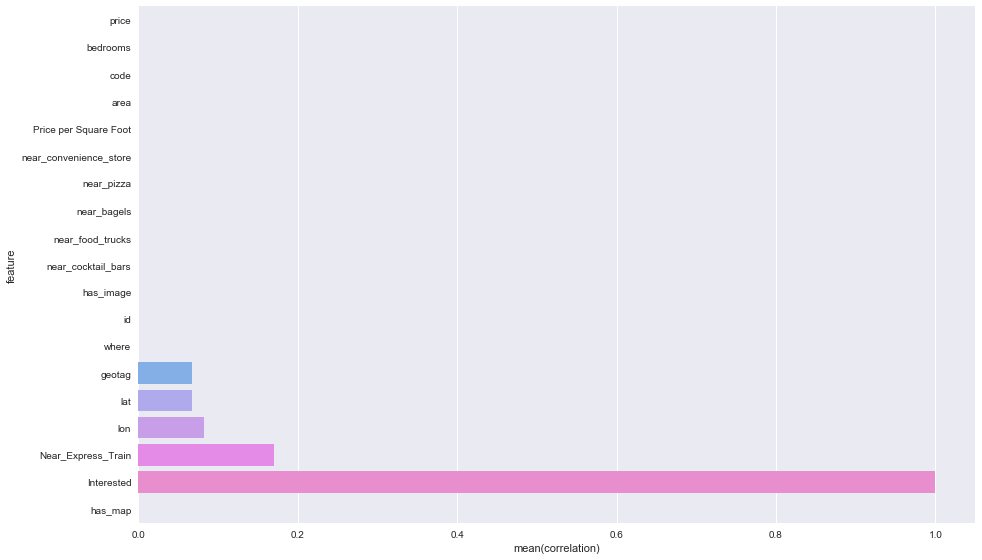 price
bedrooms
code
area
Price per Square Foot
near_convenience_store
near_pizza
near_bagels
near_food_trucks
near_cocktail_bars
has_image
id
where
geotag
lat
lon
Near_Express_Train
Interested
has_map
feature
0.0 0.2 0.4 0.6 0.8 1.0
mean(correlation)